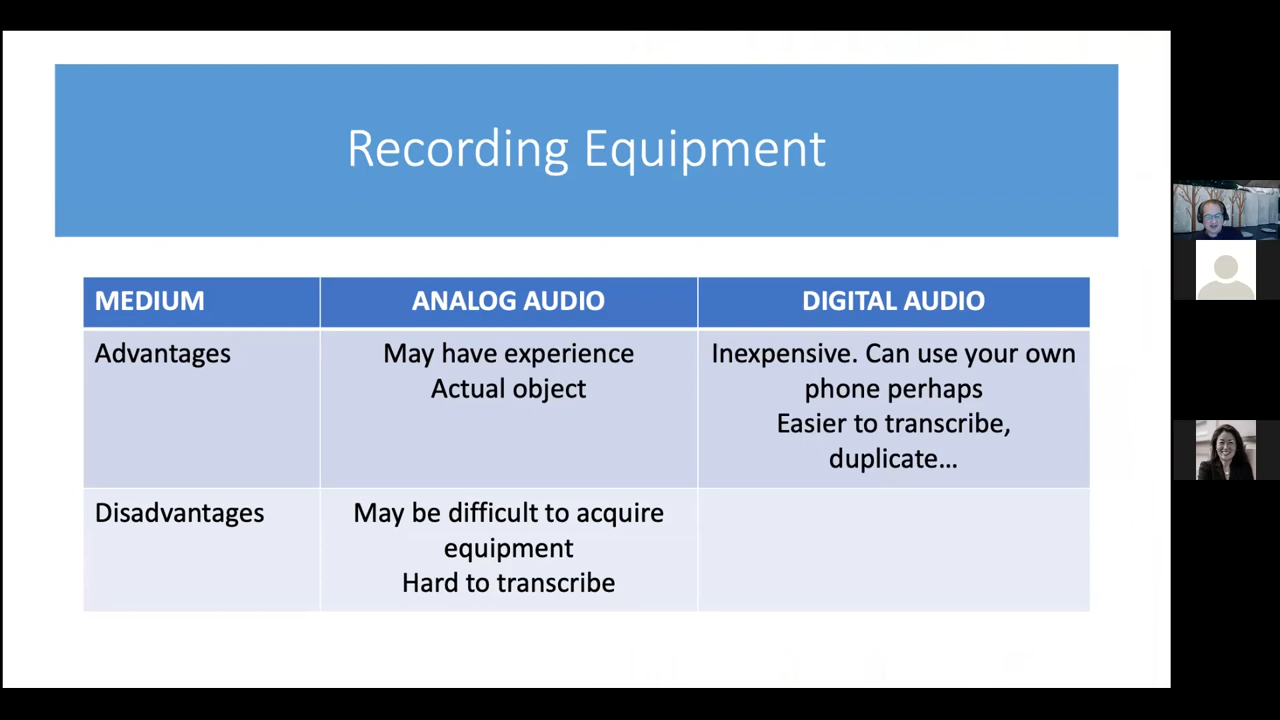 Recording Equipment
MEDIUM
ANALOG AUDIO
DIGITAL AUDIO
Advantages
May have experience
Actual object
Inexpensive. Can use your own
phone perhaps
Easier to transcribe,
duplicate…
Disadvantages
May be difficult to acquire
equipment
Hard to transcribe